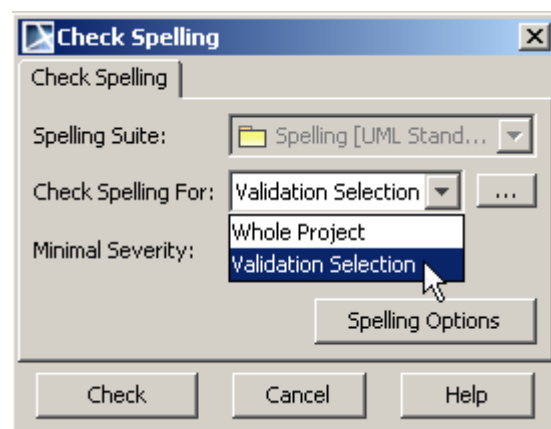 Check Spelling
Check Spelling
Spelling Suite: Spelling [UML Stand...
Check Spelling For: Validation Selection ...
Whole Project
Minimal Severity:
Validation Selection
Spelling Options
Check Cancel Help